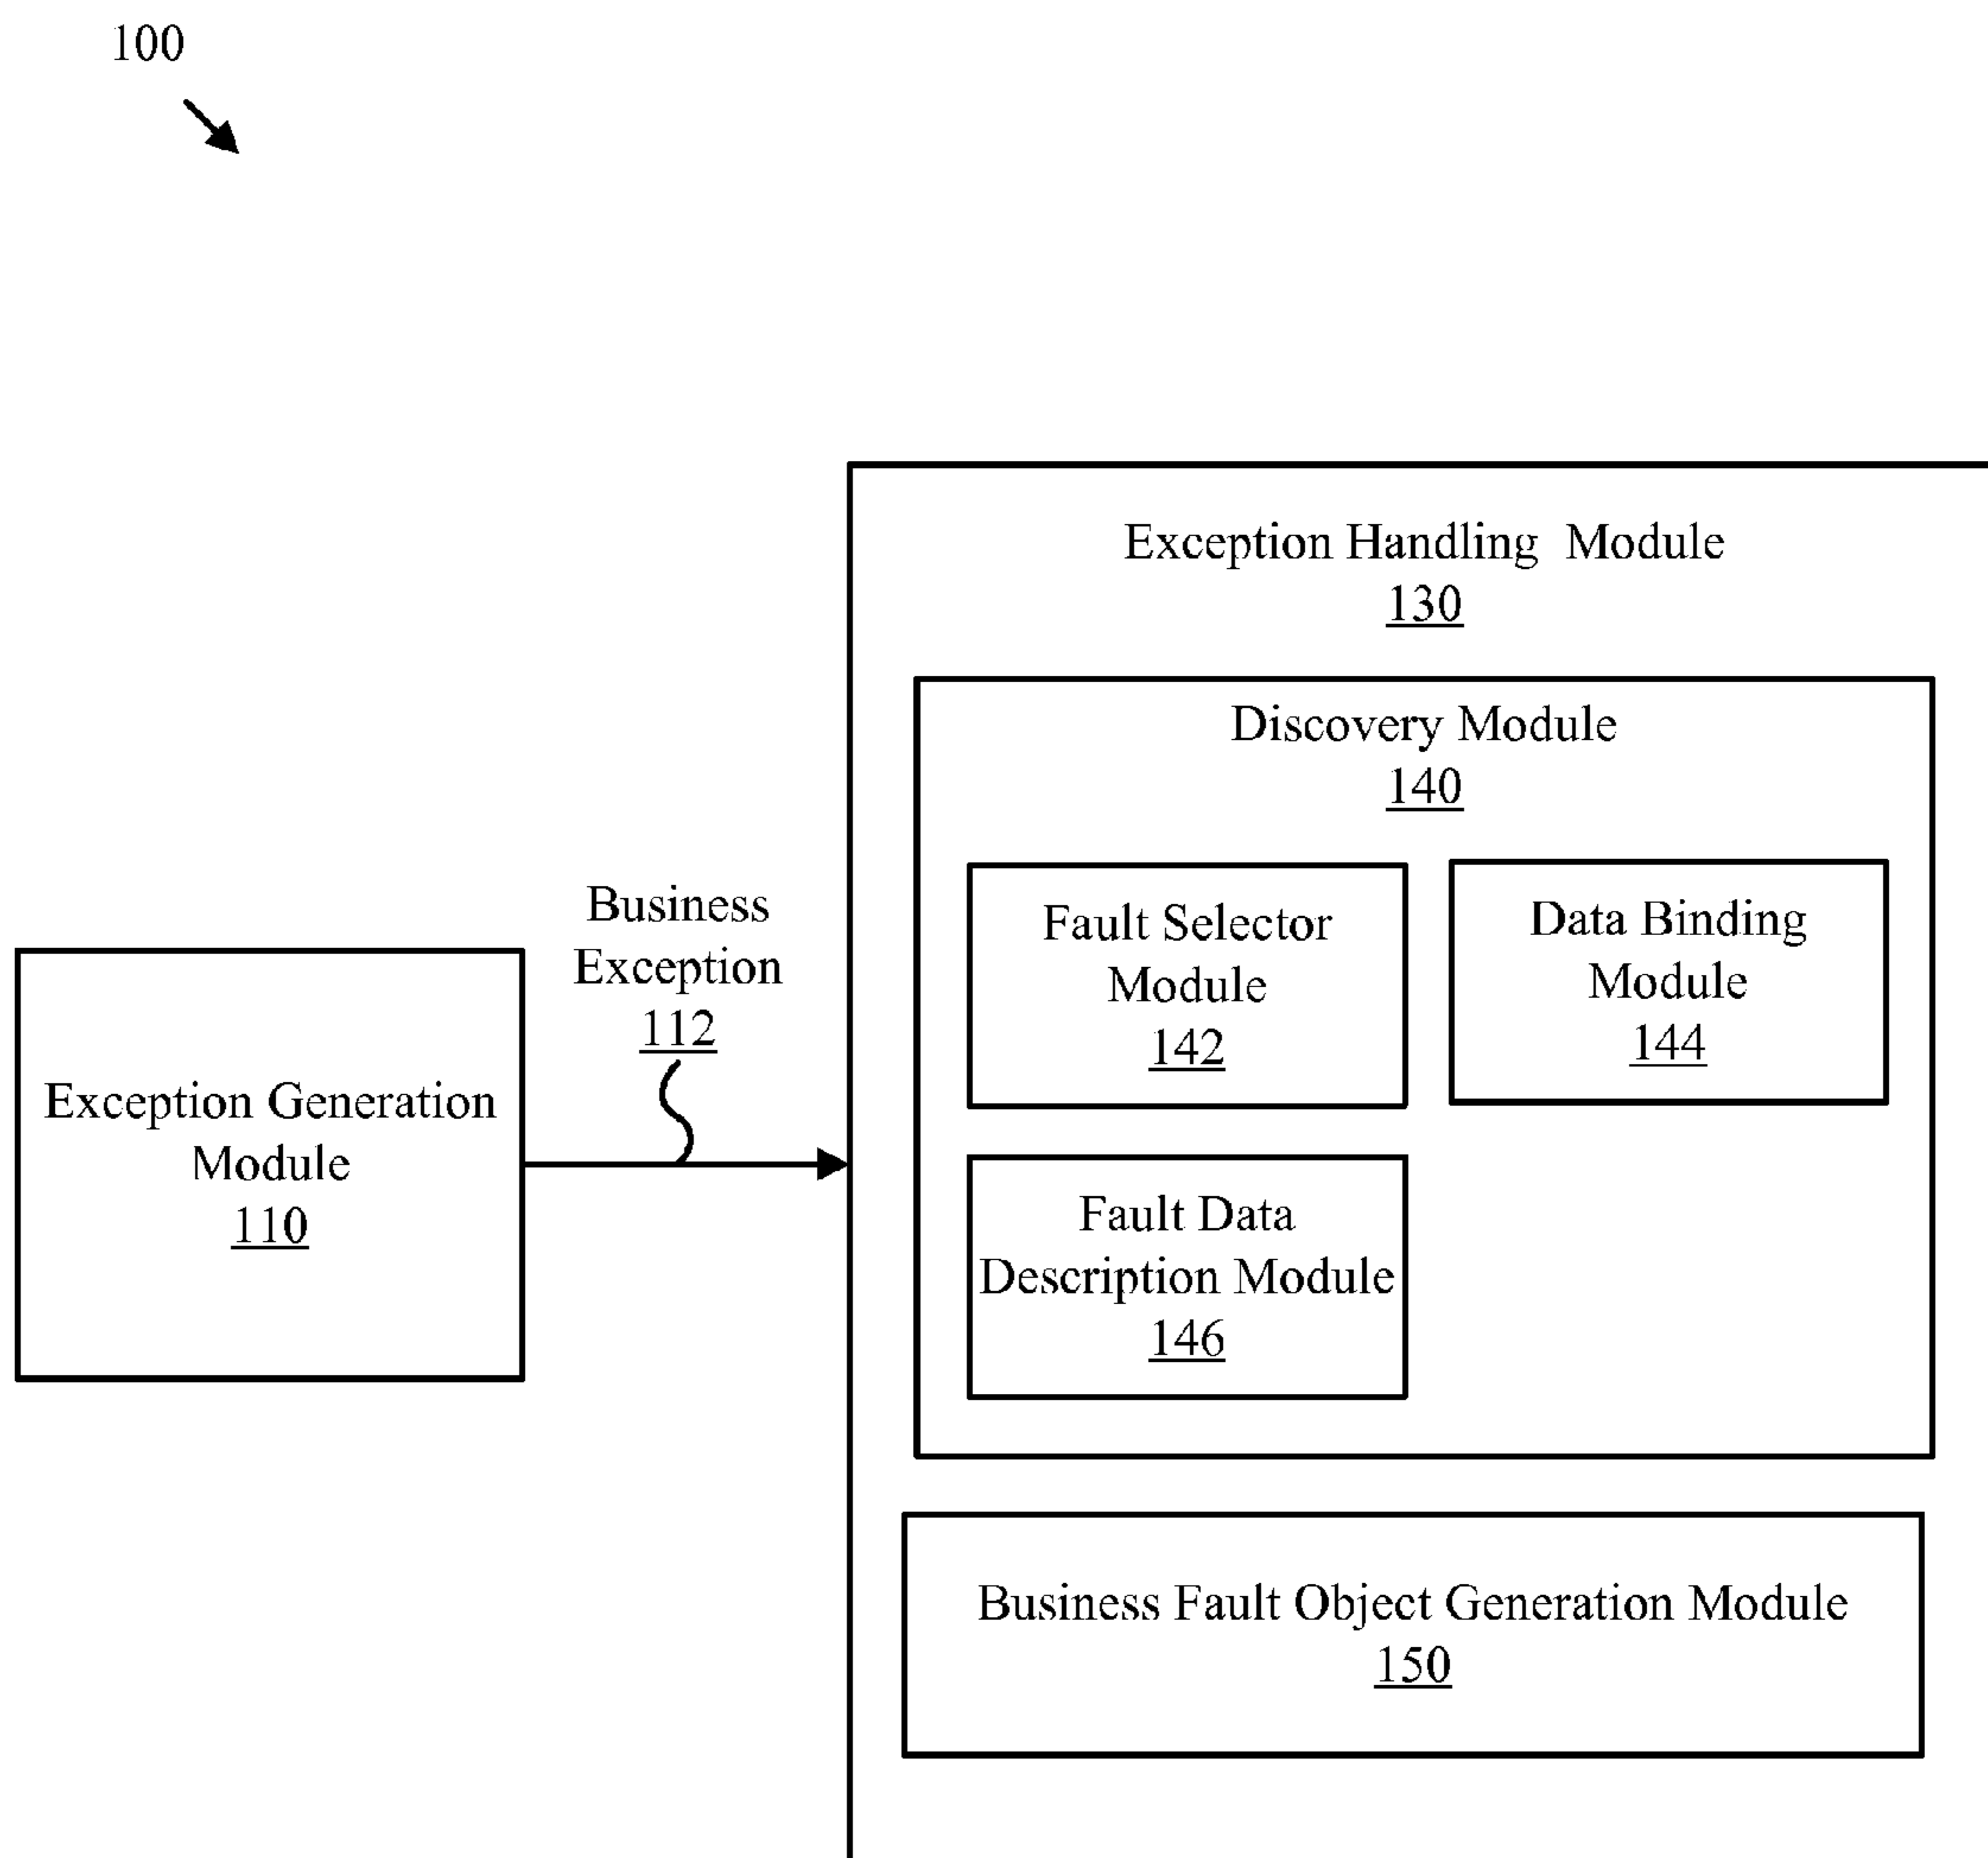 100
Exception Handling Module
130
Discovery Module
140
Fault Selector
Module
142
Data Binding
Module
144
Business
Exception
112
Exception Generation
Module
110
Fault Data
Description Module
146
Business Fault Object Generation Module
150